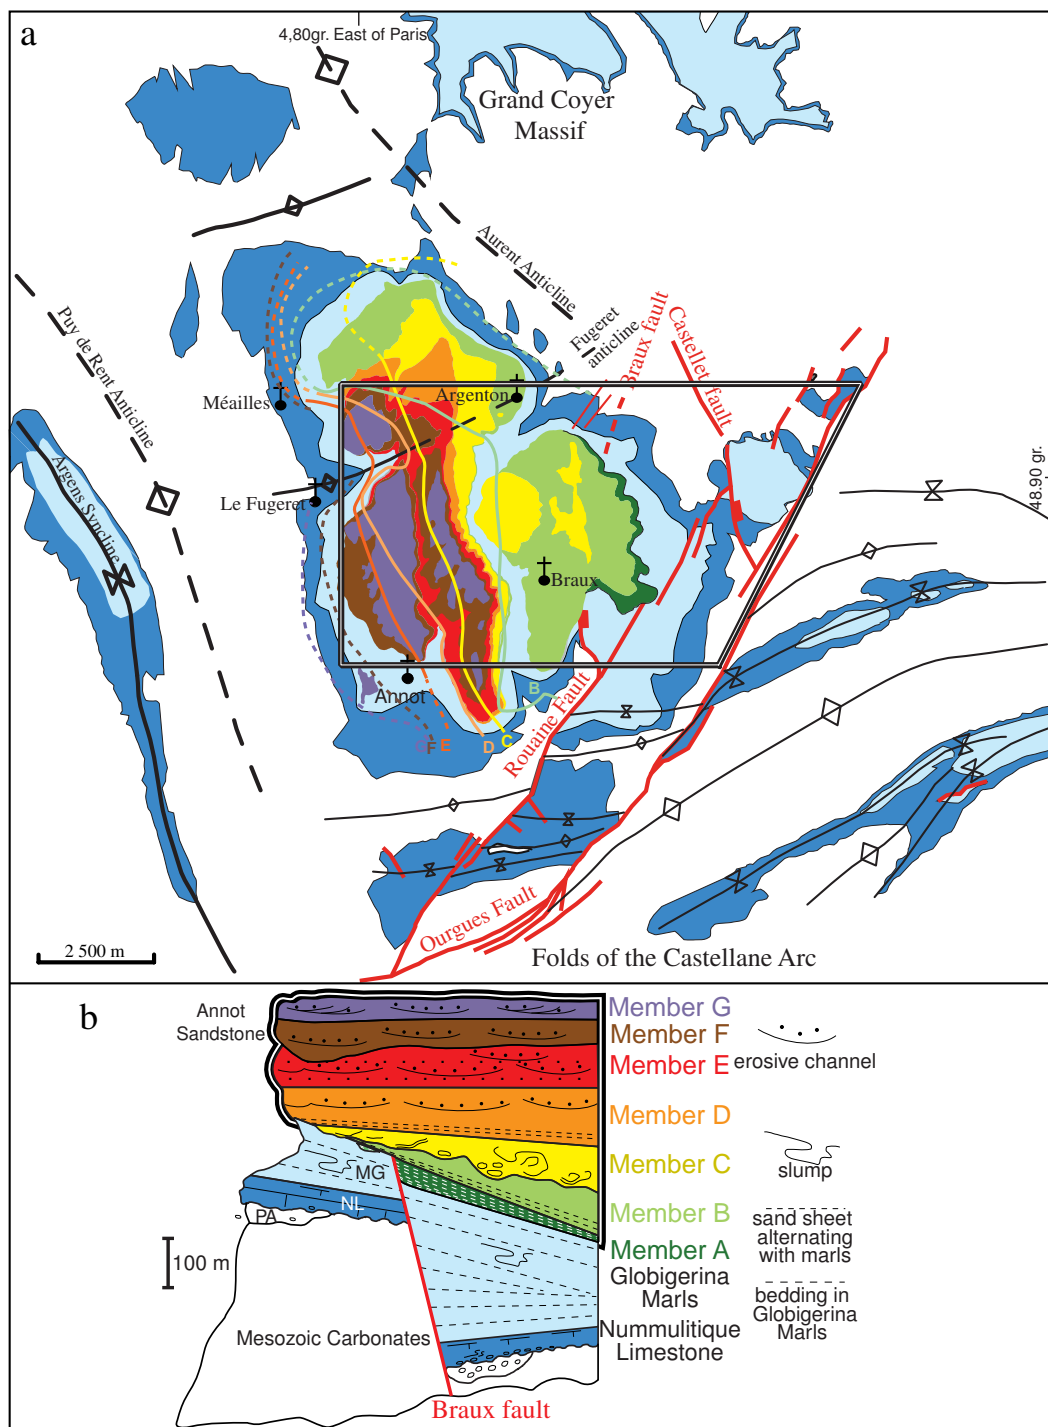 a
4,80gr. East of Paris
Grand Coyer
Massif
Aurent Anticline
Fugeret
anticline
Braux fault
Castellet fault
Puy de Rent Anticline
Méailles
Argenton
Argens Syncline
Le Fugeret
48.90 gr.
Braux
Annot
B
C
D
E
F
G
Rouaine Fault
Ourgues Fault
2 500 m
Folds of the Castellane Arc
b
Annot
Sandstone
Member G
Member F
erosive channel
Member E
Member D
Member C
slump
MG
NL
PA
Member B
sand sheet
alternating
with marls
Member A
100 m
Globigerina
Marls
bedding in
Globigerina
Marls
Mesozoic Carbonates
Nummulitique
Limestone
Braux fault